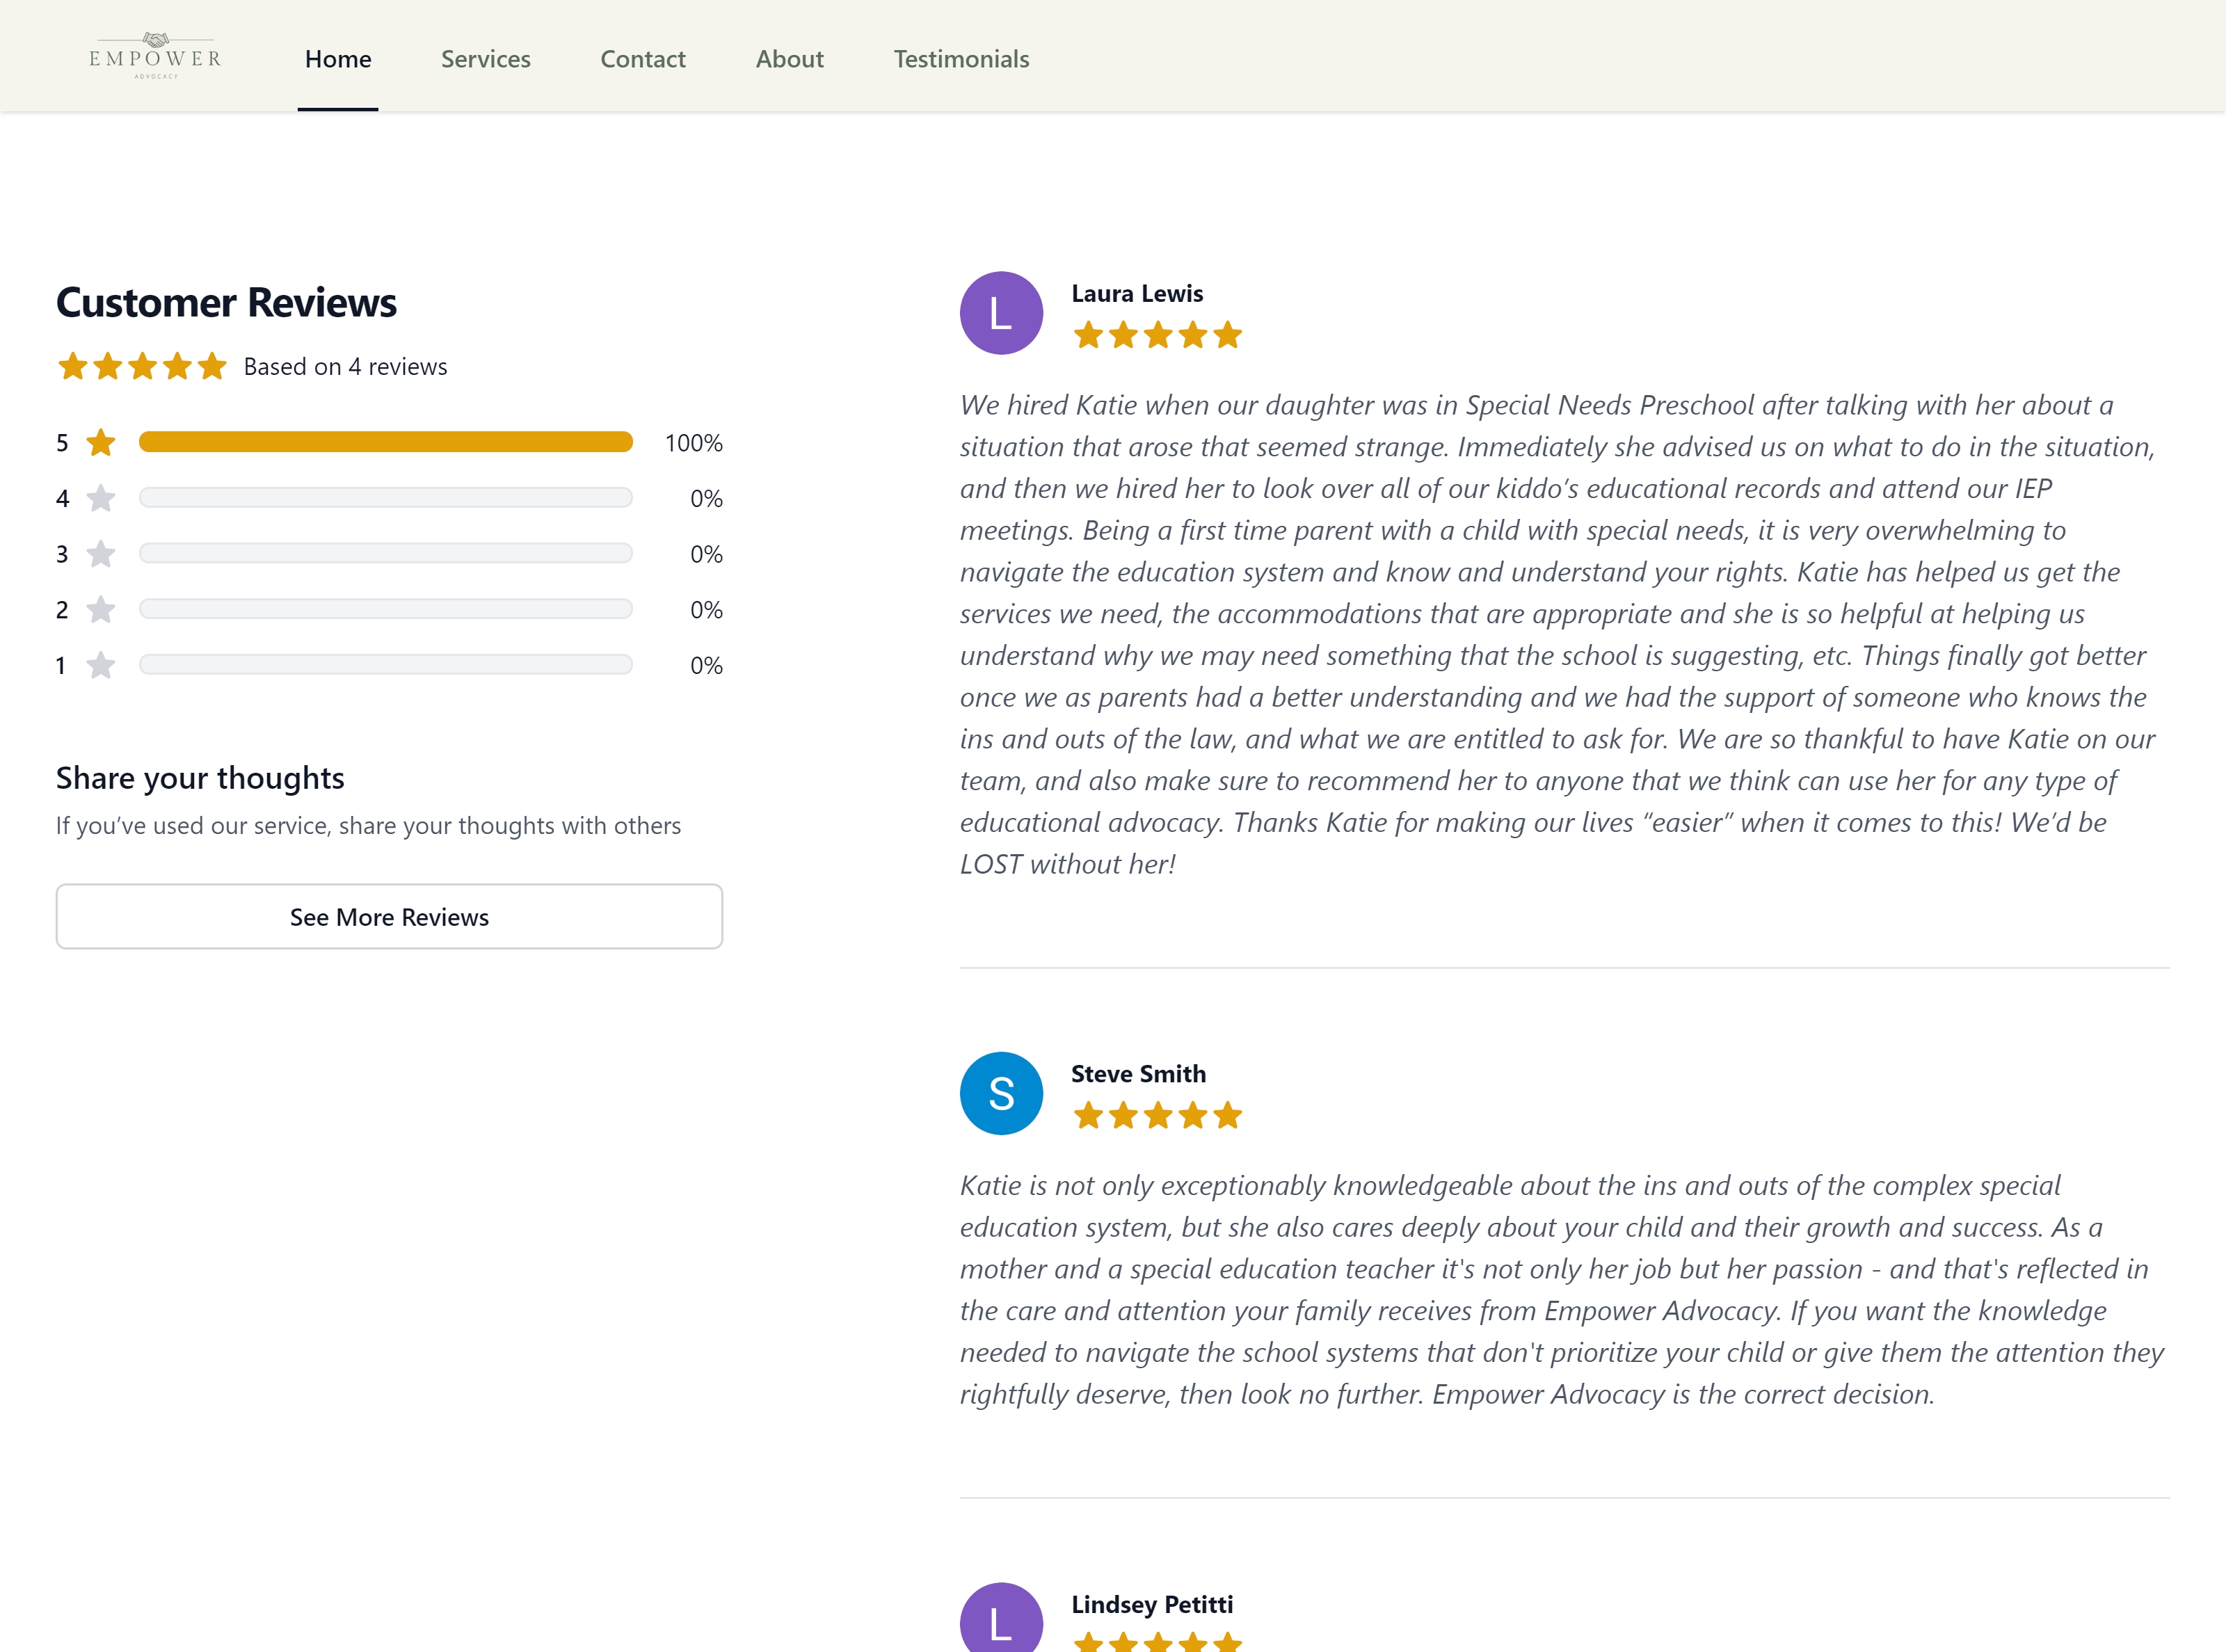 EMPOWER
ADVOCACY
Home
Services
Contact
About
Testimonials
Customer Reviews
Based on 4 reviews
5 100%
4 0%
3 0%
2 0%
1 0%
Share your thoughts
If you’ve used our service, share your thoughts with others
See More Reviews
L
Laura Lewis
We hired Katie when our daughter was in Special Needs Preschool after talking with her about a
situation that arose that seemed strange. Immediately she advised us on what to do in the situation,
and then we hired her to look over all of our kiddo’s educational records and attend our IEP
meetings. Being a first time parent with a child with special needs, it is very overwhelming to
navigate the education system and know and understand your rights. Katie has helped us get the
services we need, the accommodations that are appropriate and she is so helpful at helping us
understand why we may need something that the school is suggesting, etc. Things finally got better
once we as parents had a better understanding and we had the support of someone who knows the
ins and outs of the law, and what we are entitled to ask for. We are so thankful to have Katie on our
team, and also make sure to recommend her to anyone that we think can use her for any type of
educational advocacy. Thanks Katie for making our lives “easier” when it comes to this! We’d be
LOST without her!
S
Steve Smith
Katie is not only exceptionably knowledgeable about the ins and outs of the complex special
education system, but she also cares deeply about your child and their growth and success. As a
mother and a special education teacher it's not only her job but her passion - and that's reflected in
the care and attention your family receives from Empower Advocacy. If you want the knowledge
needed to navigate the school systems that don't prioritize your child or give them the attention they
rightfully deserve, then look no further. Empower Advocacy is the correct decision.
L
Lindsey Petitti